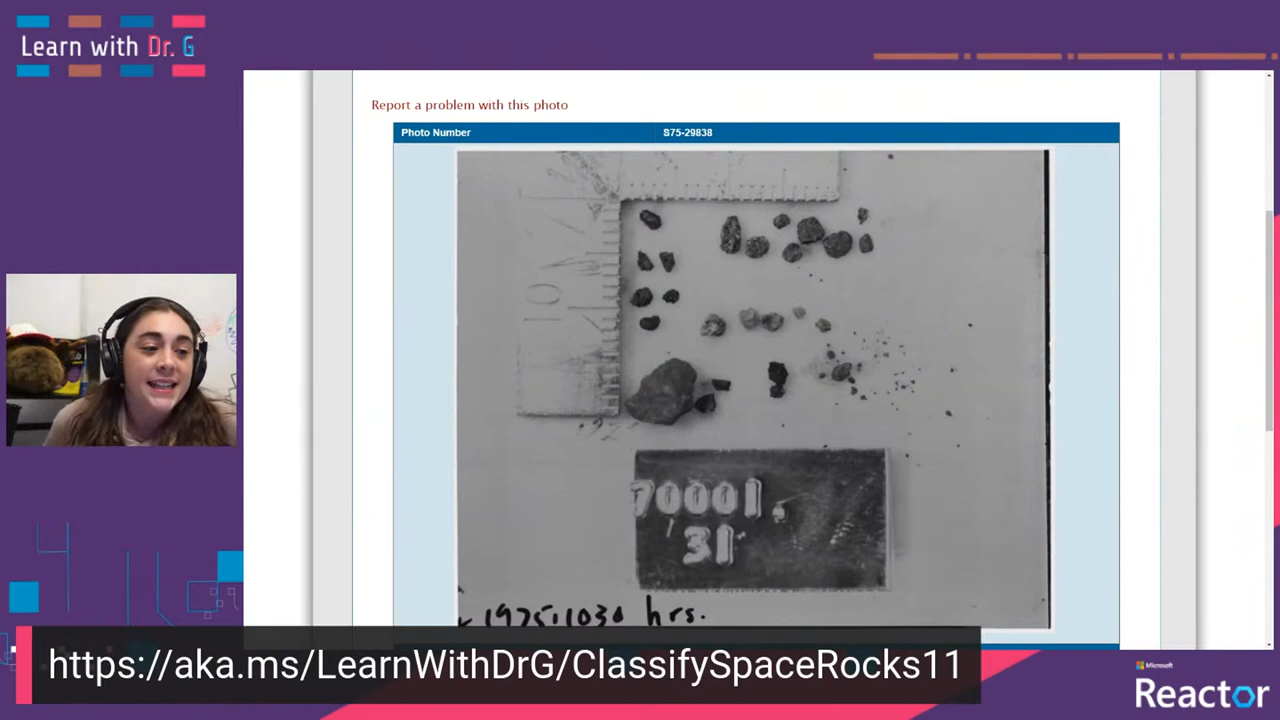 Learn with Dr. G
Report a problem with this photo
Photo Number S75-29838
10
70001,
31
1975,1030 hrs.
https://aka.ms/LearnWithDrG/ClassifySpaceRocks11
Microsoft
Reactor